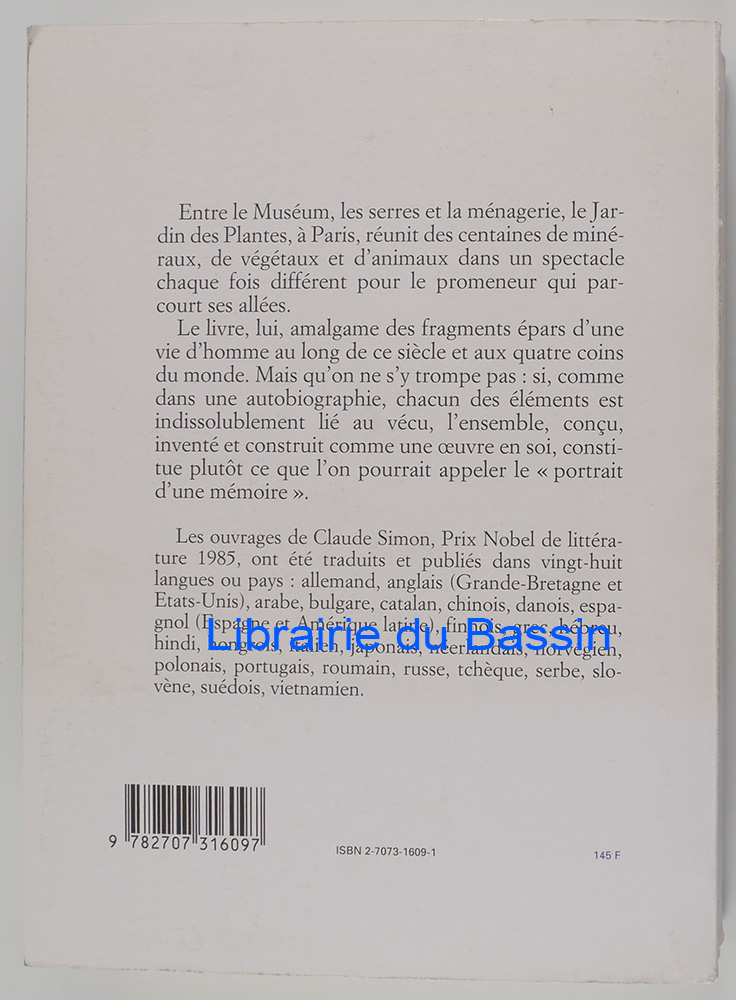 Entre le Muséum, les serres et la ménagerie, le Jar-
din des Plantes, à Paris, réunit des centaines de miné-
raux, de végétaux et d'animaux dans un spectacle
chaque fois différent pour le promeneur qui par-
court ses allées.
Le livre, lui, amalgame des fragments épars d'une
vie d'homme au long de ce siècle et aux quatre coins
du monde. Mais qu'on ne s'y trompe pas : si, comme
dans une autobiographie, chacun des éléments est
indissolublement lié au vécu, l'ensemble, conçu,
inventé et construit comme une œuvre en soi, consti-
tue plutôt ce que l'on pourrait appeler le « portrait
d'une mémoire ».
Les ouvrages de Claude Simon, Prix Nobel de littéra-
ture 1985, ont été traduits et publiés dans vingt-huit
langues ou pays : allemand, anglais (Grande-Bretagne et
Etats-Unis), arabe, bulgare, catalan, chinois, danois, espa-
gnol (Espagne et Amérique latine), finnois, grec, hébreu,
Librairie du Bassin
hindi, hongrois, italien, japonais, néerlandais, norvégien,
polonais, portugais, roumain, russe, tchèque, serbe, slo-
vène, suédois, vietnamien.
9 782707 316097
ISBN 2-7073-1609-1
145 F